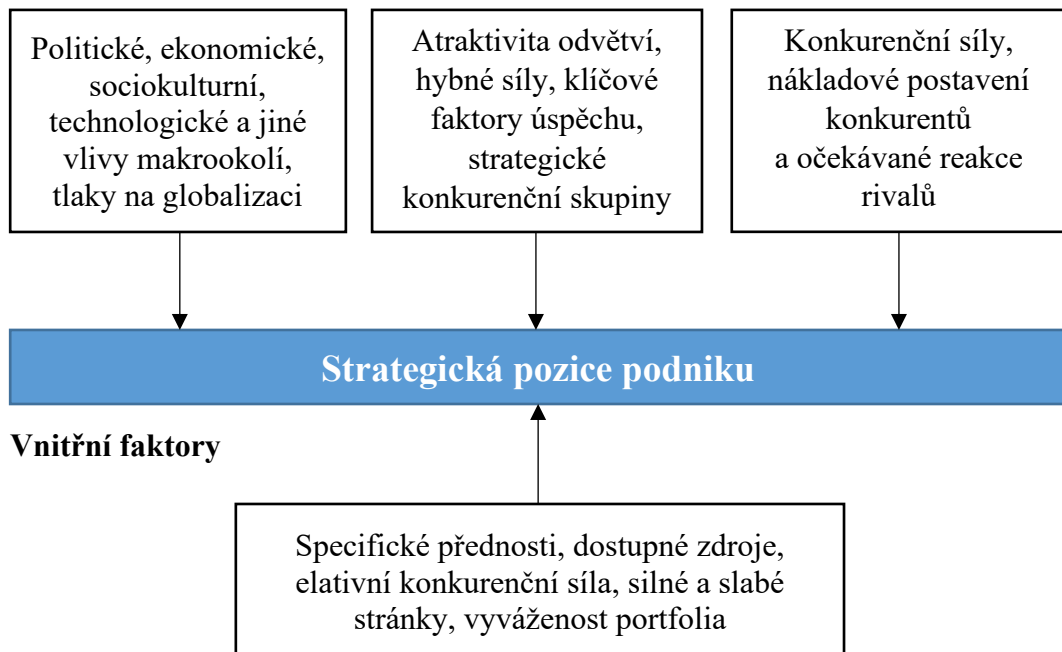 Politické, ekonomické,
sociokulturní,
technologické a jiné
vlivy makrookolí,
tlaky na globalizaci
Atraktivita odvětví,
hybné síly, klíčové
faktory úspěchu,
strategické
konkurenční skupiny
Konkurenční síly,
nákladové postavení
konkurentů
a očekávané reakce
rivalů
Strategická pozice podniku
Vnitřní faktory
Specifické přednosti, dostupné zdroje,
elativní konkurenční síla, silné a slabé
stránky, vyváženost portfolia